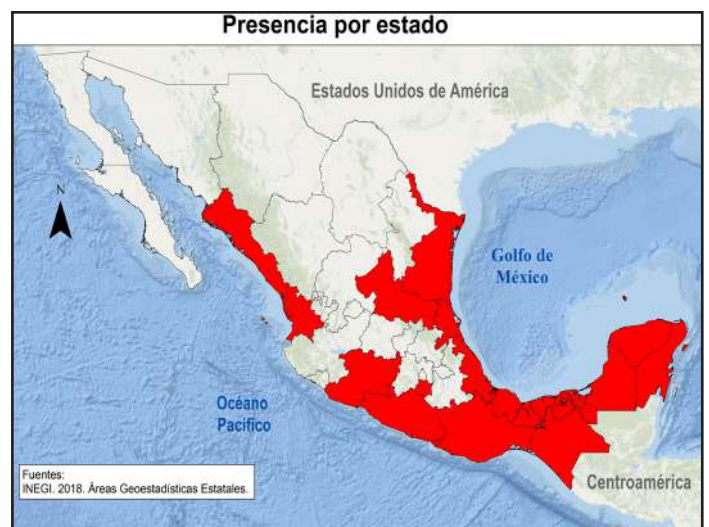 Presencia por estado
Estados Unidos de América
N
Golfo de
México
Océano
Pacífico
Centroamérica
Fuentes:
INEGI. 2018. Áreas Geoestadísticas Estatales.